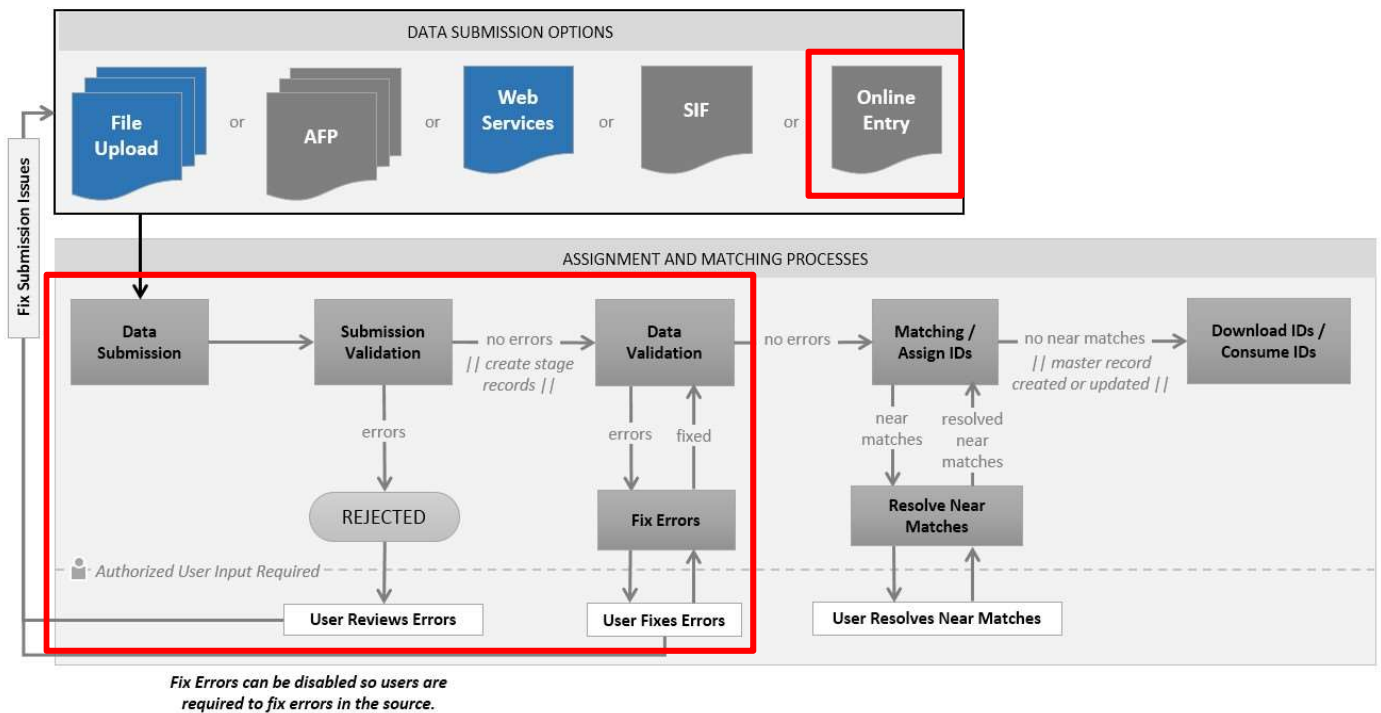 DATA SUBMISSION OPTIONS
File
Upload
or
AFP
or
Web
Services
or
SIF
or
Online
Entry
Fix Submission Issues
ASSIGNMENT AND MATCHING PROCESSES
Data
Submission
Submission
Validation
no errors
|| create stage
records ||
Data
Validation
no errors
Matching /
Assign IDs
no near matches
|| master record
created or updated ||
Download IDs /
Consume IDs
errors
errors
fixed
near
matches
resolved
near
matches
REJECTED
Fix Errors
Resolve Near
Matches
Authorized User Input Required
User Reviews Errors
User Fixes Errors
User Resolves Near Matches
Fix Errors can be disabled so users are
required to fix errors in the source.